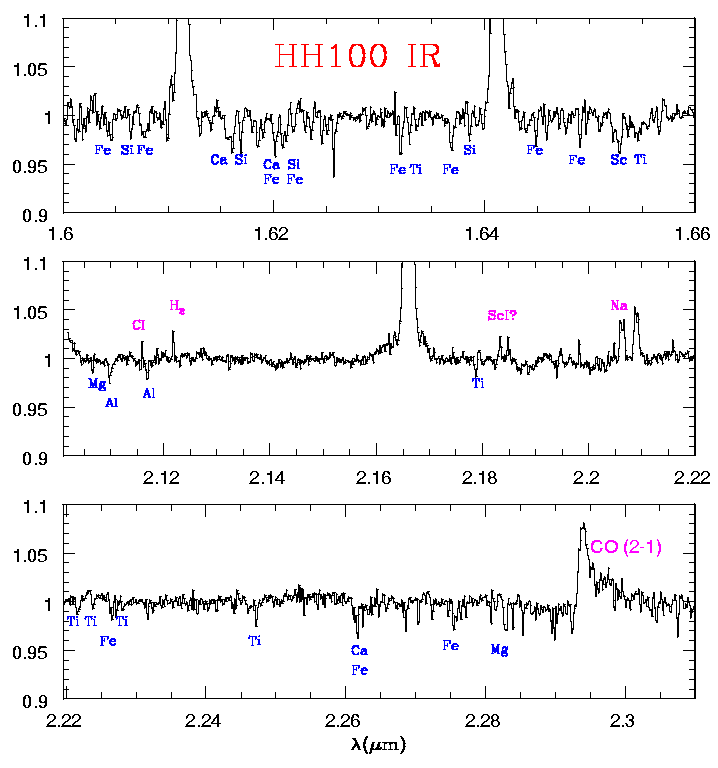 1.1
HH100 IR
1.05
1
0.95
0.9
Fe Si Fe Ca Si Ca Si Fe Ti Fe Si Fe Fe Sc Ti
Fe Fe
1.6 1.62 1.64 1.66
1.1
1.05
1
0.95
0.9
CI H2 ScI? Na
Mg Al Al Ti
2.12 2.14 2.16 2.18 2.2 2.22
1.1
1.05
1
0.95
0.9
CO (2-1)
Ti Ti Fe Ti Ti Ca Fe Mg
Fe
2.22 2.24 2.26 2.28 2.3
λ(μm)